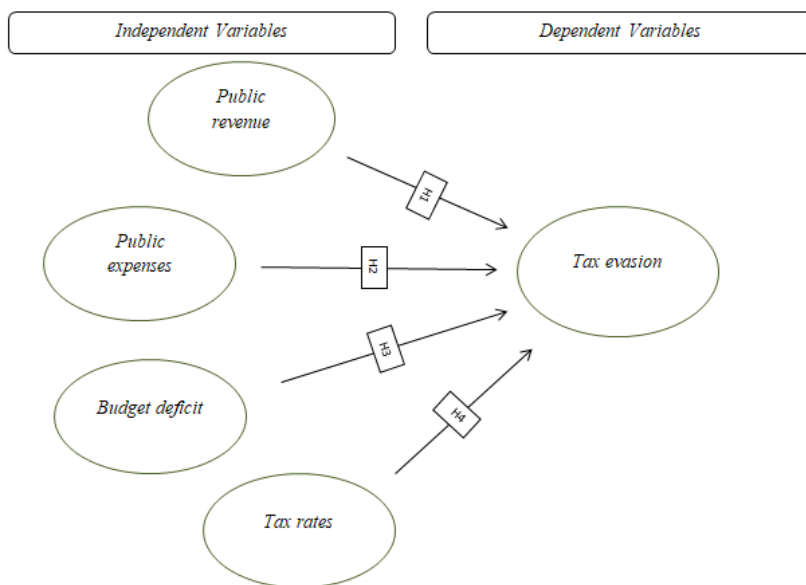 Independent Variables
Dependent Variables
Public
revenue
H1
Public
expenses
H2
Tax evasion
H3
Budget deficit
H4
Tax rates